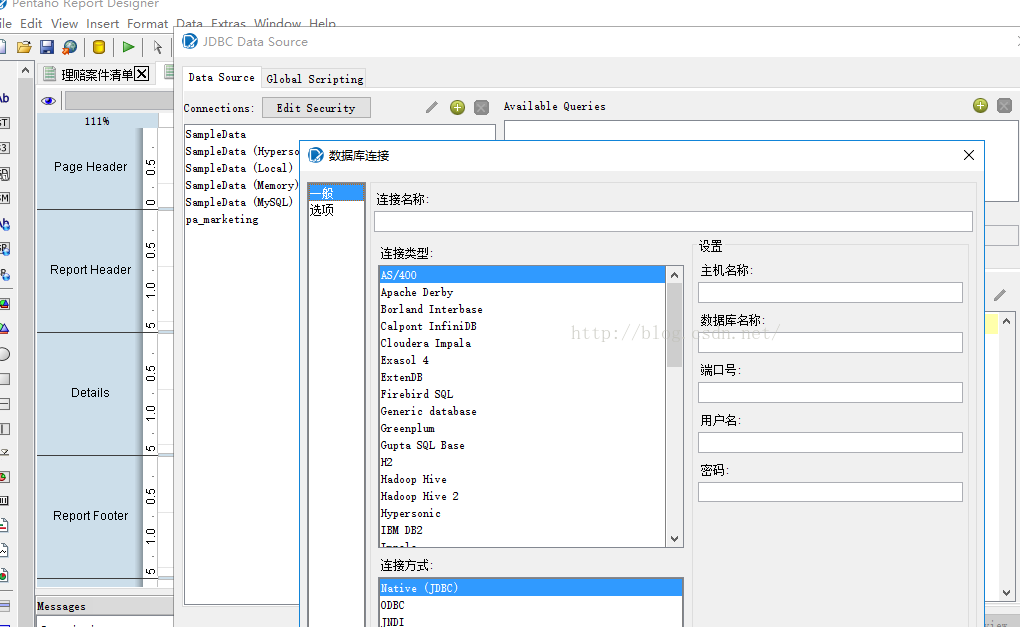 Pentaho Report Designer
Edit View Insert Format Data Extras Window Help
JDBC Data Source
理赔案件清单
Data Source Global Scripting
Connections: Edit Security Available Queries
111%
SampleData
SampleData (Hyperso
SampleData (Local)
SampleData (Memory)
SampleData (MySQL)
pa_marketing
Page Header
Report Header
Details
Report Footer
0.5
0
0.5
1.0
5
0.5
1.0
5
0.5
1.0
5
Messages
数据库连接
一般
选项
连接名称:
连接类型:
AS/400
Apache Derby
Borland Interbase
Calpont InfiniDB
Cloudera Impala
Exasol 4
ExtenDB
Firebird SQL
Generic database
Greenplum
Gupta SQL Base
H2
Hadoop Hive
Hadoop Hive 2
Hypersonic
IBM DB2
Impala
连接方式:
Native (JDBC)
ODBC
JNDI
设置
主机名称:
数据库名称:
端口号:
用户名:
密码:
http://blog.csdn.net/